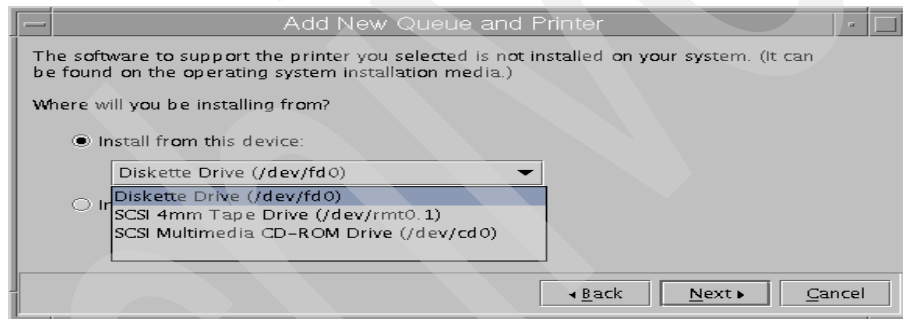 Add New Queue and Printer
The software to support the printer you selected is not installed on your system. (It can
be found on the operating system installation media.)
Where will you be installing from?
Install from this device:
Diskette Drive (/dev/fd0)
Diskette Drive (/dev/fd0)
SCSI 4mm Tape Drive (/dev/rmt0.1)
SCSI Multimedia CD-ROM Drive (/dev/cd0)
Back Next Cancel